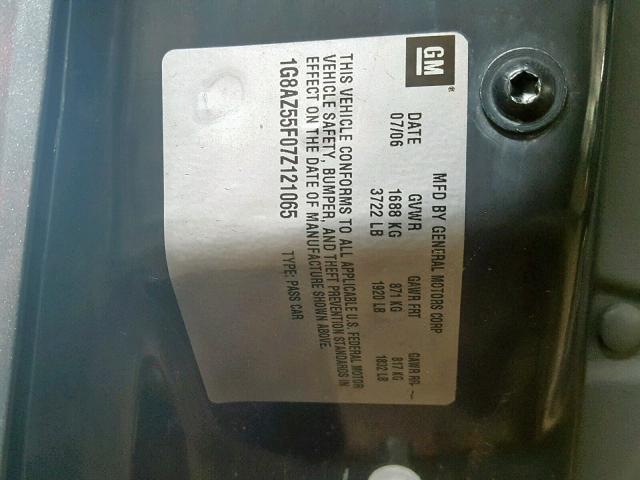 GM®
MFD BY GENERAL MOTORS CORP
DATE GVWR GAWR FRT GAWR RR
07/06 1688 KG 871 KG 817 KG
3722 LB 1920 LB 1802 LB
THIS VEHICLE CONFORMS TO ALL APPLICABLE U.S. FEDERAL MOTOR
VEHICLE SAFETY, BUMPER, AND THEFT PREVENTION STANDARDS IN
EFFECT ON THE DATE OF MANUFACTURE SHOWN ABOVE.
1G8AZ55F07Z121065 TYPE: PASS CAR